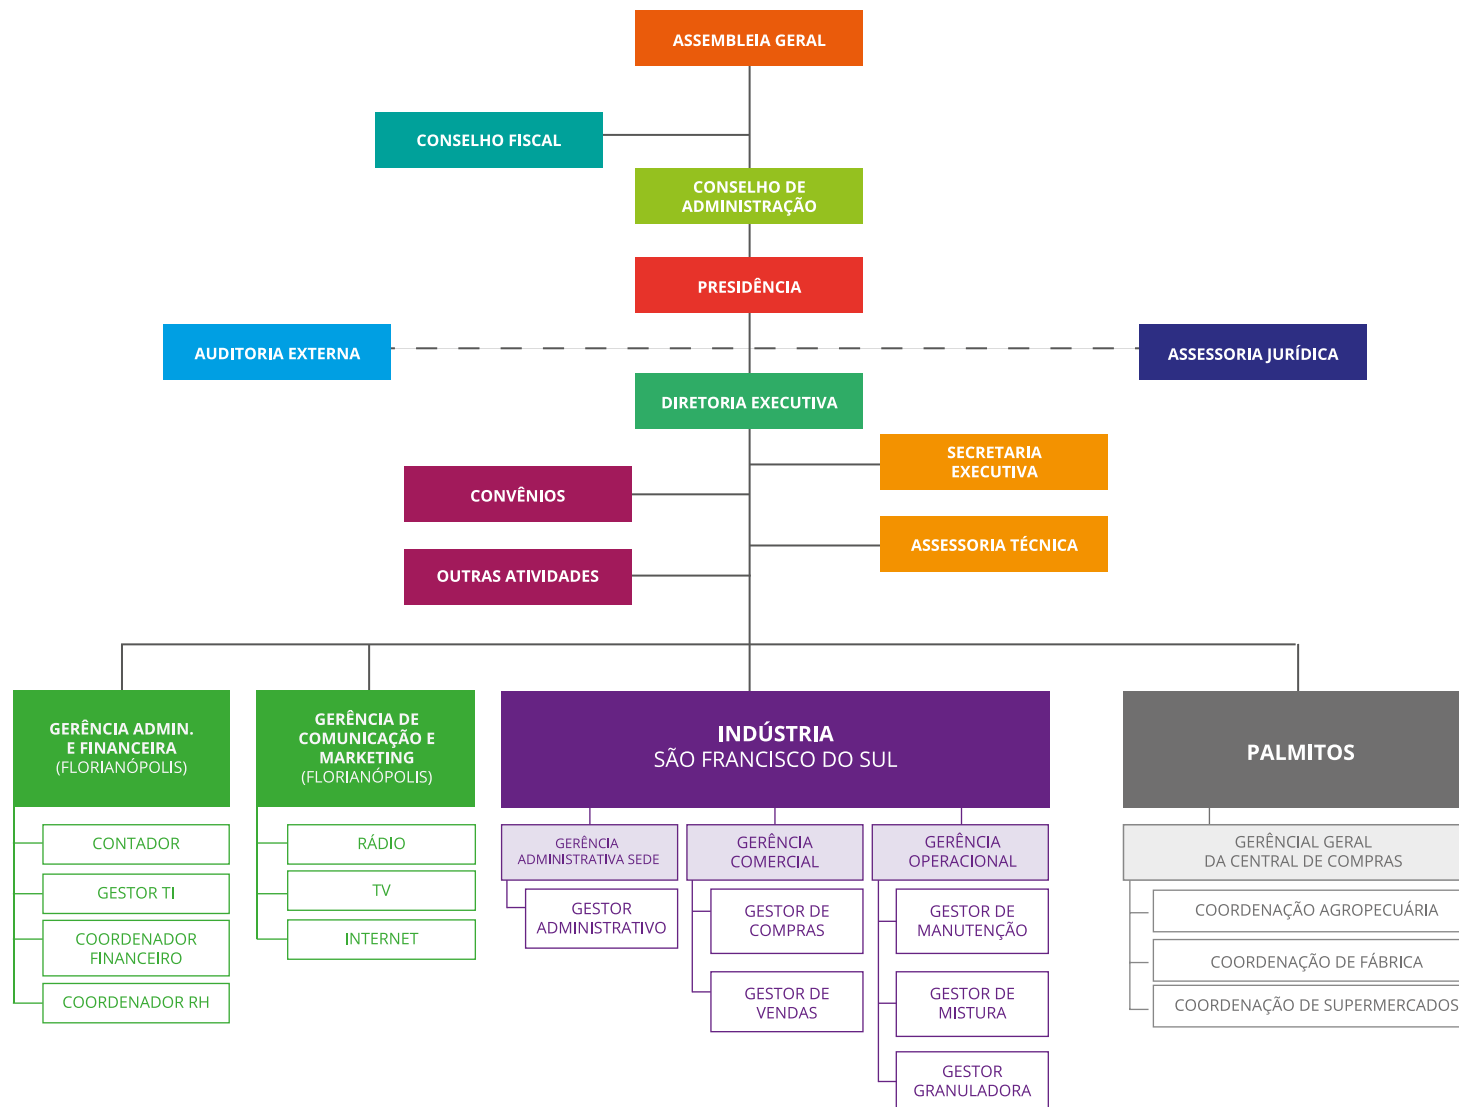 ASSEMBLEIA GERAL
CONSELHO FISCAL
CONSELHO DE
ADMINISTRAÇÃO
PRESIDÊNCIA
AUDITORIA EXTERNA
ASSESSORIA JURÍDICA
DIRETORIA EXECUTIVA
SECRETARIA
EXECUTIVA
CONVÊNIOS
ASSESSORIA TÉCNICA
OUTRAS ATIVIDADES
GERÊNCIA ADMIN.
E FINANCEIRA
(FLORIANÓPOLIS)
CONTADOR
GESTOR TI
COORDENADOR
FINANCEIRO
COORDENADOR RH
GERÊNCIA DE
COMUNICAÇÃO E
MARKETING
(FLORIANÓPOLIS)
RÁDIO
TV
INTERNET
INDÚSTRIA
SÃO FRANCISCO DO SUL
GERÊNCIA
ADMINISTRATIVA SEDE
GESTOR
ADMINISTRATIVO
GERÊNCIA
COMERCIAL
GESTOR DE
COMPRAS
GESTOR DE
VENDAS
GERÊNCIA
OPERACIONAL
GESTOR DE
MANUTENÇÃO
GESTOR DE
MISTURA
GESTOR
GRANULADORA
PALMITOS
GERÊNCIAL GERAL
DA CENTRAL DE COMPRAS
COORDENAÇÃO AGROPECUÁRIA
COORDENAÇÃO DE FÁBRICA
COORDENAÇÃO DE SUPERMERCADOS